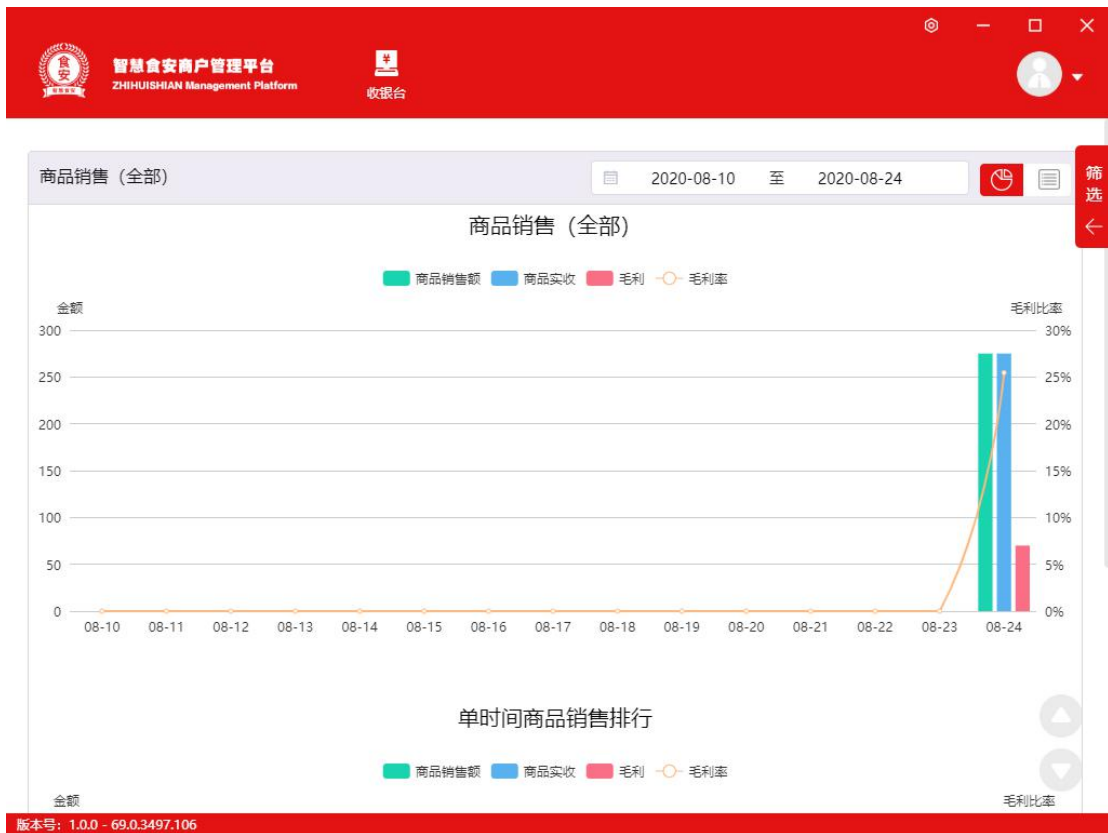 食安
智慧食安商户管理平台
ZHIHUISHIAN Management Platform
¥
收银台
商品销售（全部）
2020-08-10 至 2020-08-24
筛选
商品销售（全部）
商品销售额 商品实收 毛利 毛利率
金额 毛利比率
300 30%
250 25%
200 20%
150 15%
100 10%
50 5%
0 0%
08-10 08-11 08-12 08-13 08-14 08-15 08-16 08-17 08-18 08-19 08-20 08-21 08-22 08-23 08-24
单时间商品销售排行
商品销售额 商品实收 毛利 毛利率
金额 毛利比率
版本号：1.0.0 - 69.0.3497.106